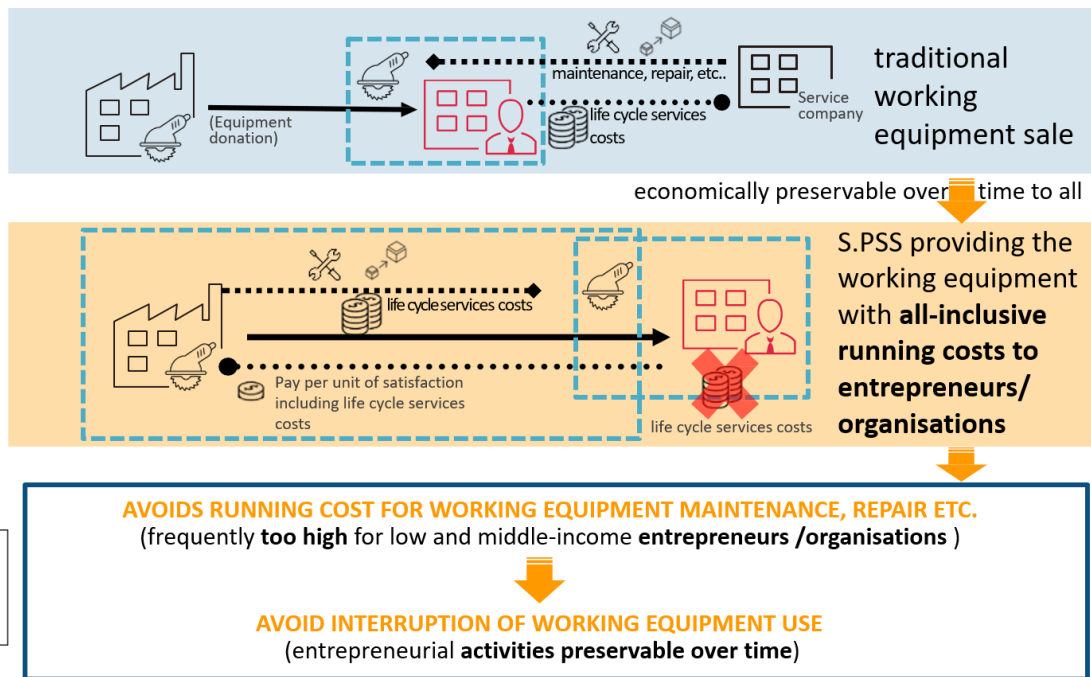 traditional
working
equipment sale
maintenance, repair, etc..
(Equipment
donation)
life cycle services
costs
Service
company
economically preservable over time to all
S.PSS providing the
working equipment
with all-inclusive
running costs to
entrepreneurs/
organisations
life cycle services costs
Pay per unit of satisfaction
including life cycle services
costs
life cycle services costs
AVOIDS RUNNING COST FOR WORKING EQUIPMENT MAINTENANCE, REPAIR ETC.
(frequently too high for low and middle-income entrepreneurs /organisations )
AVOID INTERRUPTION OF WORKING EQUIPMENT USE
(entrepreneurial activities preservable over time)